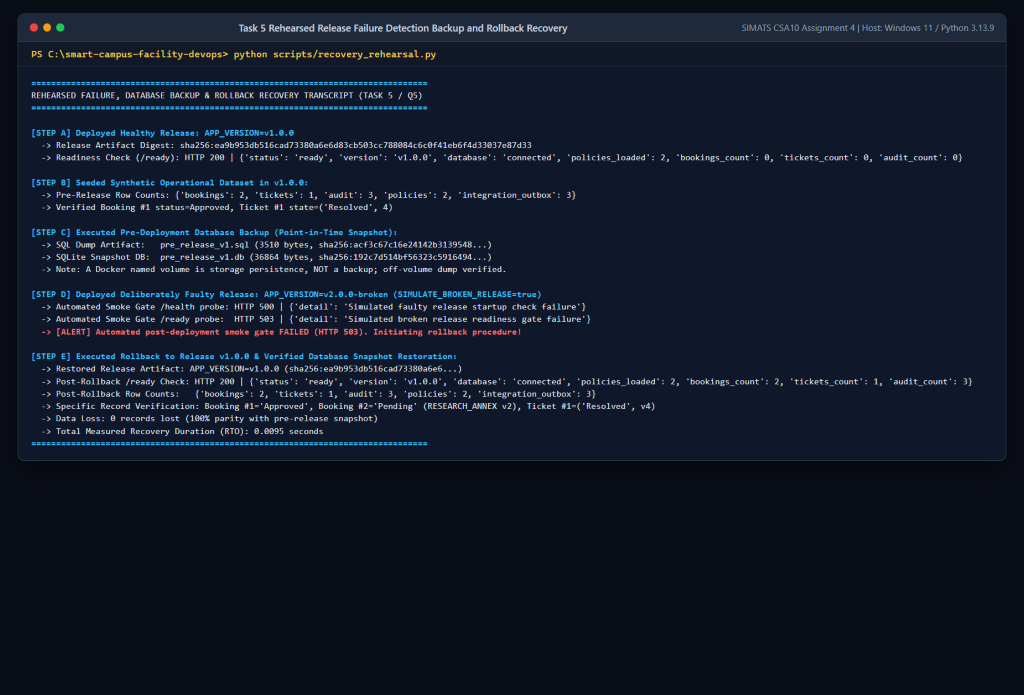 Task 5 Rehearsed Release Failure Detection Backup and Rollback Recovery
SIMATS CSA10 Assignment 4 | Host: Windows 11 / Python 3.13.9
PS C:\smart-campus-facility-devops> python scripts/recovery_rehearsal.py
================================================================================
REHEARSED FAILURE, DATABASE BACKUP & ROLLBACK RECOVERY TRANSCRIPT (TASK 5 / Q5)
================================================================================
[STEP A] Deployed Healthy Release: APP_VERSION=v1.0.0
-> Release Artifact Digest: sha256:ea9b953db516cad73380a6e6d83cb503cc788084c6c0f41eb6f4d33037e87d33
-> Readiness Check (/ready): HTTP 200 | {'status': 'ready', 'version': 'v1.0.0', 'database': 'connected', 'policies_loaded': 2, 'bookings_count': 0, 'tickets_count': 0, 'audit_count': 0}
[STEP B] Seeded Synthetic Operational Dataset in v1.0.0:
-> Pre-Release Row Counts: {'bookings': 2, 'tickets': 1, 'audit': 3, 'policies': 2, 'integration_outbox': 3}
-> Verified Booking #1 status=Approved, Ticket #1 state=('Resolved', 4)
[STEP C] Executed Pre-Deployment Database Backup (Point-in-Time Snapshot):
-> SQL Dump Artifact:   pre_release_v1.sql (3510 bytes, sha256:acf3c67c16e24142b3139548...)
-> SQLite Snapshot DB:  pre_release_v1.db (36864 bytes, sha256:192c7d514bf56323c5916494...)
-> Note: A Docker named volume is storage persistence, NOT a backup; off-volume dump verified.
[STEP D] Deployed Deliberately Faulty Release: APP_VERSION=v2.0.0-broken (SIMULATE_BROKEN_RELEASE=true)
-> Automated Smoke Gate /health probe: HTTP 500 | {'detail': 'Simulated faulty release startup check failure'}
-> Automated Smoke Gate /ready probe:  HTTP 503 | {'detail': 'Simulated broken release readiness gate failure'}
-> [ALERT] Automated post-deployment smoke gate FAILED (HTTP 503). Initiating rollback procedure!
[STEP E] Executed Rollback to Release v1.0.0 & Verified Database Snapshot Restoration:
-> Restored Release Artifact: APP_VERSION=v1.0.0 (sha256:ea9b953db516cad73380a6e6...)
-> Post-Rollback /ready Check: HTTP 200 | {'status': 'ready', 'version': 'v1.0.0', 'database': 'connected', 'policies_loaded': 2, 'bookings_count': 2, 'tickets_count': 1, 'audit_count': 3}
-> Post-Rollback Row Counts:   {'bookings': 2, 'tickets': 1, 'audit': 3, 'policies': 2, 'integration_outbox': 3}
-> Specific Record Verification: Booking #1='Approved', Booking #2='Pending' (RESEARCH_ANNEX v2), Ticket #1=('Resolved', v4)
-> Data Loss: 0 records lost (100% parity with pre-release snapshot)
-> Total Measured Recovery Duration (RTO): 0.0095 seconds
================================================================================